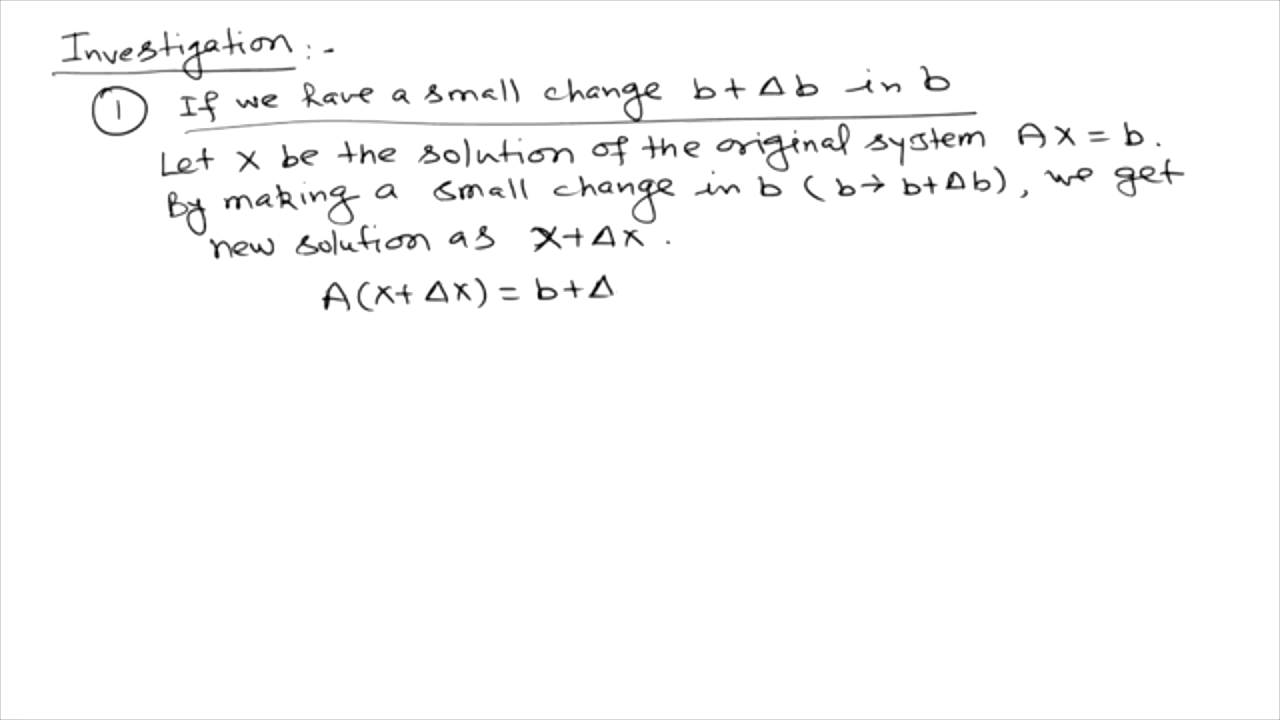 Investigation :-
① If we have a small change b+Δb in b
Let x be the solution of the original system Ax = b.
By making a small change in b (b→ b+Δb), we get
new solution as x+Δx.
A(x+Δx) = b+Δ